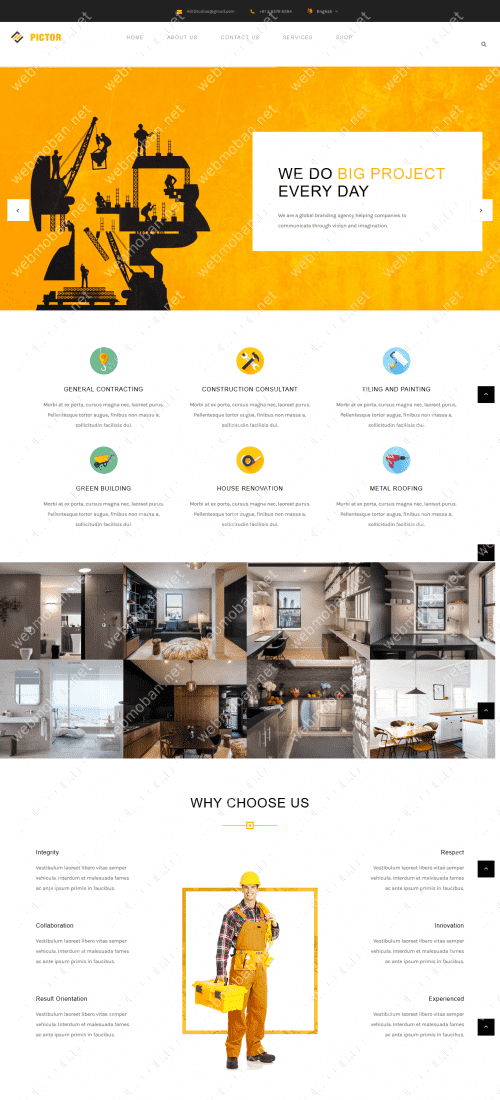 English
PICTOR
HOME ABOUT US CONTACT US SERVICES SHOP
WE DO BIG PROJECT
EVERY DAY
We are a global branding agency helping companies to
communicate through vision and imagination.
GENERAL CONTRACTING
Morbi at ex porta, cursus magna nec, laoreet purus.
Pellentesque tortor augue, finibus non massa a,
sollicitudin facilisis dui.
CONSTRUCTION CONSULTANT
Morbi at ex porta, cursus magna nec, laoreet purus.
Pellentesque tortor augue, finibus non massa a,
sollicitudin facilisis dui.
TILING AND PAINTING
Morbi at ex porta, cursus magna nec, laoreet purus.
Pellentesque tortor augue, finibus non massa a,
sollicitudin facilisis dui.
GREEN BUILDING
Morbi at ex porta, cursus magna nec, laoreet purus.
Pellentesque tortor augue, finibus non massa a,
sollicitudin facilisis dui.
HOUSE RENOVATION
Morbi at ex porta, cursus magna nec, laoreet purus.
Pellentesque tortor augue, finibus non massa a,
sollicitudin facilisis dui.
METAL ROOFING
Morbi at ex porta, cursus magna nec, laoreet purus.
Pellentesque tortor augue, finibus non massa a,
sollicitudin facilisis dui.
WHY CHOOSE US
Integrity
Vestibulum laoreet libero vitae semper
vehicula. Interdum et malesuada fames
ac ante ipsum primis in faucibus.
Collaboration
Vestibulum laoreet libero vitae semper
vehicula. Interdum et malesuada fames
ac ante ipsum primis in faucibus.
Result Orientation
Vestibulum laoreet libero vitae semper
vehicula. Interdum et malesuada fames
ac ante ipsum primis in faucibus.
Respect
Vestibulum laoreet libero vitae semper
vehicula. Interdum et malesuada fames
ac ante ipsum primis in faucibus.
Innovation
Vestibulum laoreet libero vitae semper
vehicula. Interdum et malesuada fames
ac ante ipsum primis in faucibus.
Experienced
Vestibulum laoreet libero vitae semper
vehicula. Interdum et malesuada fames
ac ante ipsum primis in faucibus.
webmoban.net